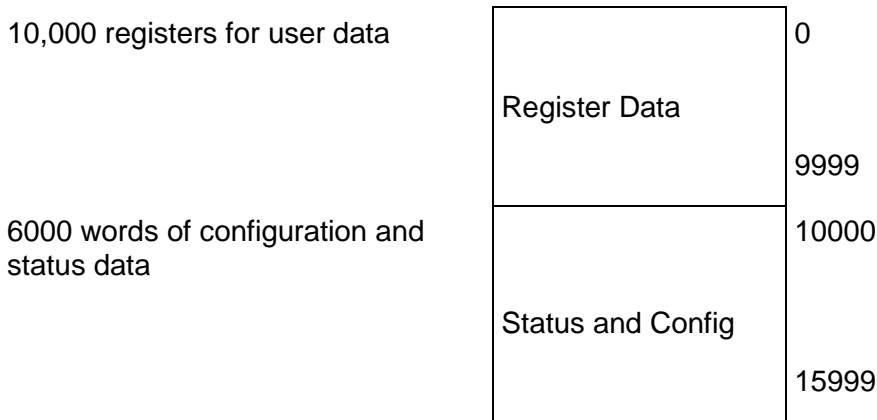 10,000 registers for user data
0
Register Data
9999
6000 words of configuration and
status data
10000
Status and Config
15999